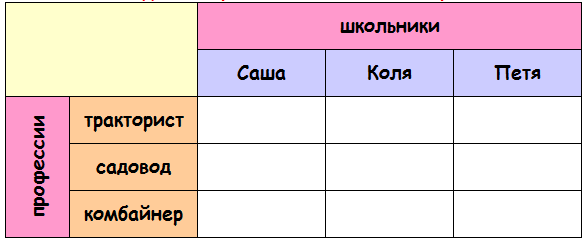 школьники
Саша Коля Петя
профессии
тракторист
садовод
комбайнер